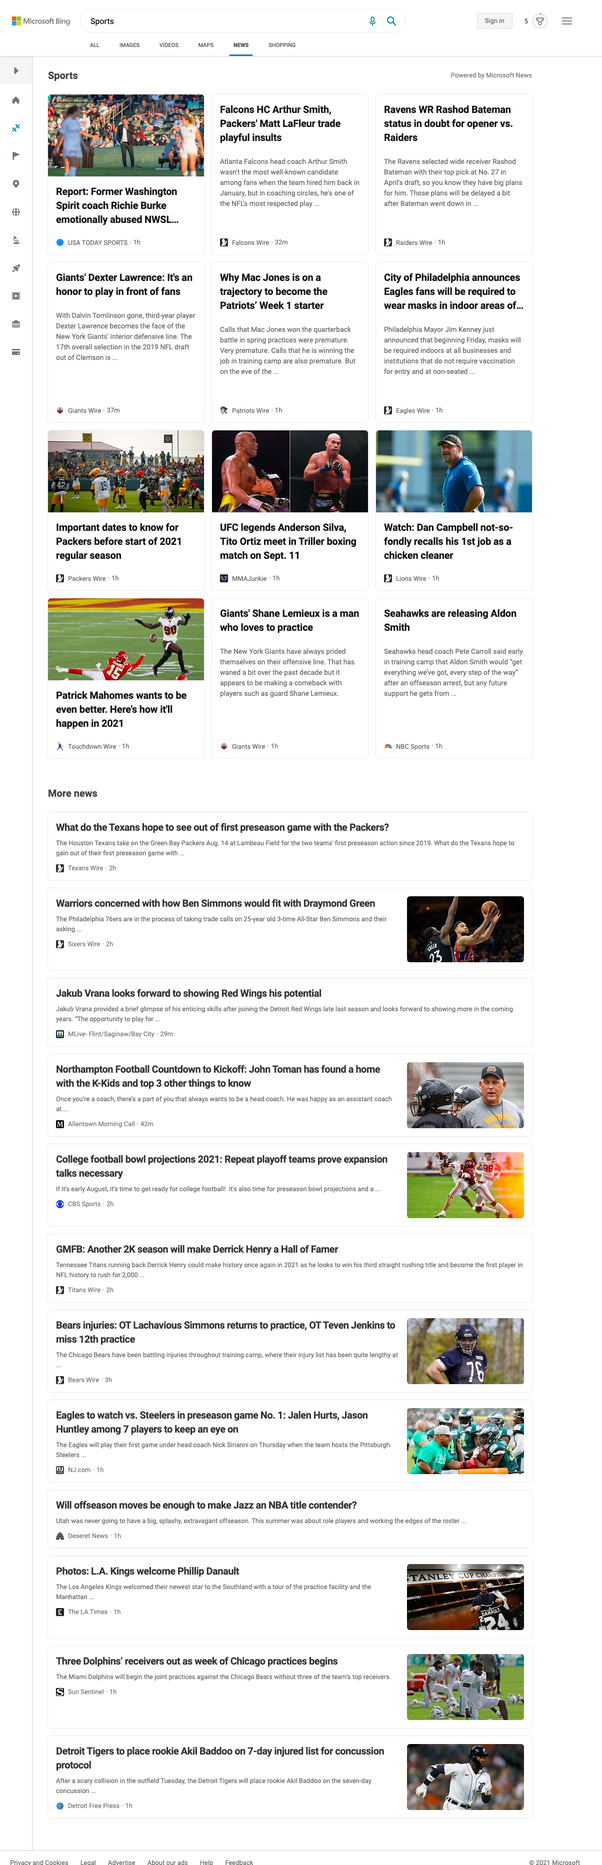 Microsoft Bing
Sports
Sign in
5
ALL
IMAGES
VIDEOS
MAPS
NEWS
SHOPPING
Sports
Powered by Microsoft News
Report: Former Washington
Spirit coach Richie Burke
emotionally abused NWSL...
USA TODAY SPORTS · 1h
Falcons HC Arthur Smith,
Packers' Matt LaFleur trade
playful insults
Atlanta Falcons head coach Arthur Smith
wasn't the most well-known candidate
among fans when the team hired him back in
January, but in coaching circles, he's one of
the NFL's most respected play ...
Falcons Wire · 32m
Ravens WR Rashod Bateman
status in doubt for opener vs.
Raiders
The Ravens selected wide receiver Rashod
Bateman with their top pick at No. 27 in
April's draft, so you know they have big plans
for him. Those plans will be delayed a bit
after Bateman went down in ...
Raiders Wire · 1h
Giants' Dexter Lawrence: It's an
honor to play in front of fans
With Dalvin Tomlinson gone, third-year player
Dexter Lawrence becomes the face of the
New York Giants' interior defensive line. The
17th overall selection in the 2019 NFL draft
out of Clemson is ...
Giants Wire · 37m
Why Mac Jones is on a
trajectory to become the
Patriots' Week 1 starter
Calls that Mac Jones won the quarterback
battle in spring practices were premature.
Very premature. Calls that he is winning the
job in training camp are also premature. But
on the eve of the ...
Patriots Wire · 1h
City of Philadelphia announces
Eagles fans will be required to
wear masks in indoor areas of...
Philadelphia Mayor Jim Kenney just
announced that beginning Friday, masks will
be required indoors at all businesses and
institutions that do not require vaccination
for entry and at non-seated ...
Eagles Wire · 1h
Important dates to know for
Packers before start of 2021
regular season
Packers Wire · 1h
UFC legends Anderson Silva,
Tito Ortiz meet in Triller boxing
match on Sept. 11
MMAJunkie · 1h
Watch: Dan Campbell not-so-
fondly recalls his 1st job as a
chicken cleaner
Lions Wire · 1h
90
15
Patrick Mahomes wants to be
even better. Here's how it'll
happen in 2021
Touchdown Wire · 1h
Giants' Shane Lemieux is a man
who loves to practice
The New York Giants have always prided
themselves on their offensive line. That has
waned a bit over the past decade but it
appears to be making a comeback with
players such as guard Shane Lemieux.
Giants Wire · 1h
Seahawks are releasing Aldon
Smith
Seahawks head coach Pete Carroll said early
in training camp that Aldon Smith would "get
everything we've got, every step of the way"
after an offseason arrest, but any future
support he gets from ...
NBC Sports · 1h
More news
What do the Texans hope to see out of first preseason game with the Packers?
The Houston Texans take on the Green Bay Packers Aug. 14 at Lambeau Field for the two teams' first preseason action since 2019. What do the Texans hope to
gain out of their first preseason game with ...
Texans Wire · 2h
Warriors concerned with how Ben Simmons would fit with Draymond Green
The Philadelphia 76ers are in the process of taking trade calls on 25-year old 3-time All-Star Ben Simmons and their
asking ...
Sixers Wire · 2h
23
Jakub Vrana looks forward to showing Red Wings his potential
Jakub Vrana provided a brief glimpse of his enticing skills after joining the Detroit Red Wings late last season and looks forward to showing more in the coming
years. "The opportunity to play for ...
MLive- Flint/Saginaw/Bay City · 29m
Northampton Football Countdown to Kickoff: John Toman has found a home
with the K-Kids and top 3 other things to know
Once you're a coach, there's a part of you that always wants to be a head coach. He was happy as an assistant coach
at ...
Allentown Morning Call · 42m
College football bowl projections 2021: Repeat playoff teams prove expansion
talks necessary
If it's early August, it's time to get ready for college football! It's also time for preseason bowl projections and a ...
CBS Sports · 2h
GMFB: Another 2K season will make Derrick Henry a Hall of Famer
Tennessee Titans running back Derrick Henry could make history once again in 2021 as he looks to win his third straight rushing title and become the first player in
NFL history to rush for 2,000 ...
Titans Wire · 2h
Bears injuries: OT Lachavious Simmons returns to practice, OT Teven Jenkins to
miss 12th practice
The Chicago Bears have been battling injuries throughout training camp, where their injury list has been quite lengthy at
...
Bears Wire · 3h
76
Eagles to watch vs. Steelers in preseason game No. 1: Jalen Hurts, Jason
Huntley among 7 players to keep an eye on
The Eagles will play their first game under head coach Nick Sirianni on Thursday when the team hosts the Pittsburgh
Steelers ...
NJ.com · 1h
Will offseason moves be enough to make Jazz an NBA title contender?
Utah was never going to have a big, splashy, extravagant offseason. This summer was about role players and working the edges of the roster ...
Deseret News · 1h
Photos: L.A. Kings welcome Phillip Danault
The Los Angeles Kings welcomed their newest star to the Southland with a tour of the practice facility and the
Manhattan ...
The LA Times · 1h
STANLEY CUP CHAMPIONS
24
Three Dolphins' receivers out as week of Chicago practices begins
The Miami Dolphins will begin the joint practices against the Chicago Bears without three of the team's top receivers.
Sun Sentinel · 1h
Detroit Tigers to place rookie Akil Baddoo on 7-day injured list for concussion
protocol
After a scary collision in the outfield Tuesday, the Detroit Tigers will place rookie Akil Baddoo on the seven-day
concussion ...
Detroit Free Press · 1h
Privacy and Cookies
Legal
Advertise
About our ads
Help
Feedback
© 2021 Microsoft